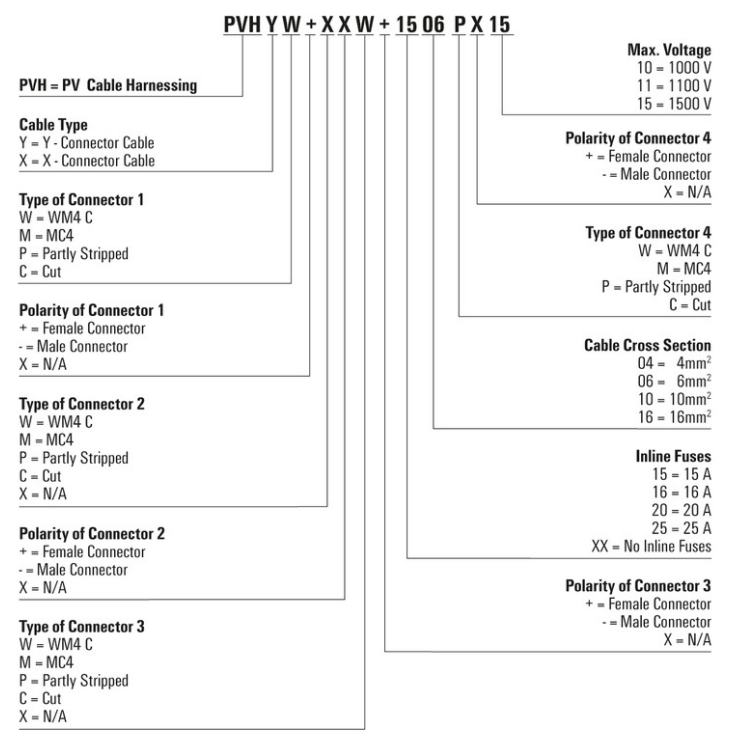 PVH Y W + X X W + 15 06 P X 15
PVH = PV Cable Harnessing
Cable Type
Y = Y - Connector Cable
X = X - Connector Cable
Type of Connector 1
W = WM4 C
M = MC4
P = Partly Stripped
C = Cut
Polarity of Connector 1
+ = Female Connector
- = Male Connector
X = N/A
Type of Connector 2
W = WM4 C
M = MC4
P = Partly Stripped
C = Cut
X = N/A
Polarity of Connector 2
+ = Female Connector
- = Male Connector
X = N/A
Type of Connector 3
W = WM4 C
M = MC4
P = Partly Stripped
C = Cut
X = N/A
Max. Voltage
10 = 1000 V
11 = 1100 V
15 = 1500 V
Polarity of Connector 4
+ = Female Connector
- = Male Connector
X = N/A
Type of Connector 4
W = WM4 C
M = MC4
P = Partly Stripped
C = Cut
Cable Cross Section
04 = 4mm²
06 = 6mm²
10 = 10mm²
16 = 16mm²
Inline Fuses
15 = 15 A
16 = 16 A
20 = 20 A
25 = 25 A
XX = No Inline Fuses
Polarity of Connector 3
+ = Female Connector
- = Male Connector
X = N/A